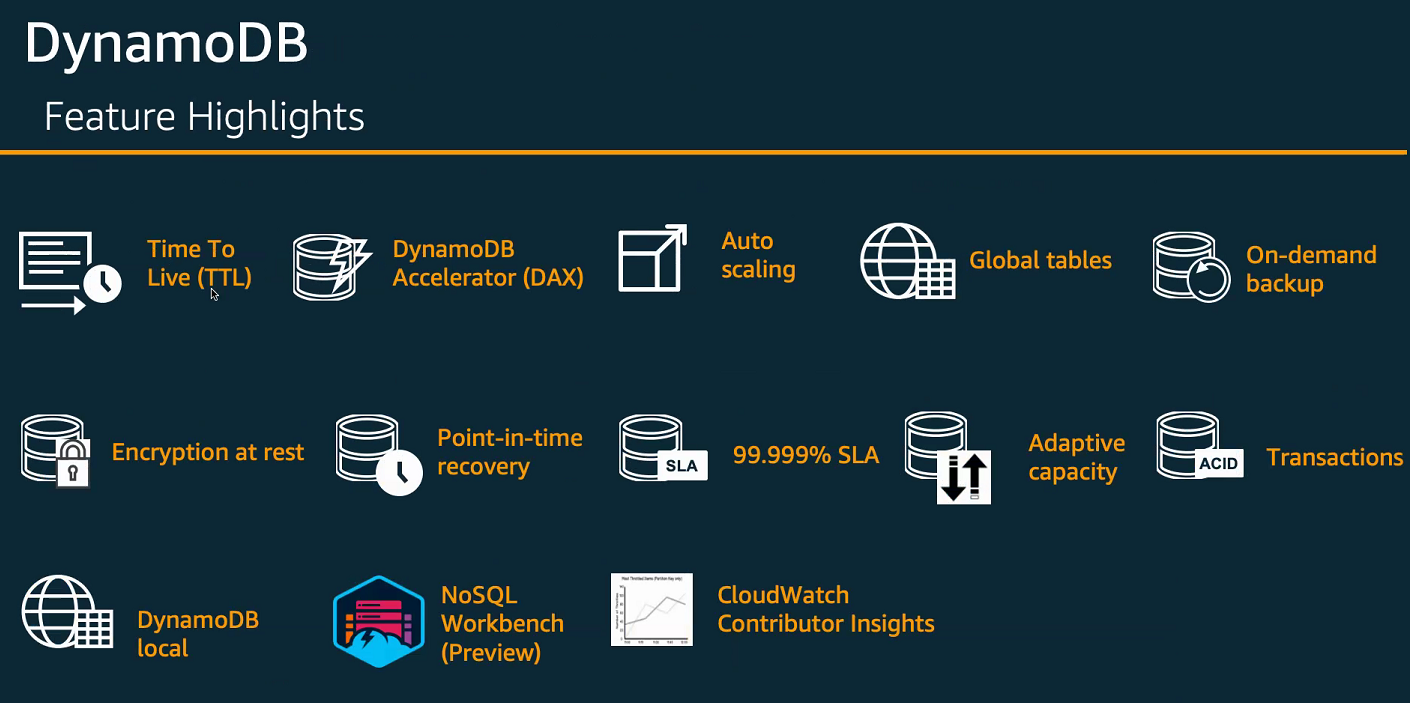 DynamoDB
Feature Highlights
Time To
Live (TTL)
DynamoDB
Accelerator (DAX)
Auto
scaling
Global tables
On-demand
backup
Encryption at rest
Point-in-time
recovery
SLA
99.999% SLA
Adaptive
capacity
ACID
Transactions
DynamoDB
local
NoSQL
Workbench
(Preview)
CloudWatch
Contributor Insights